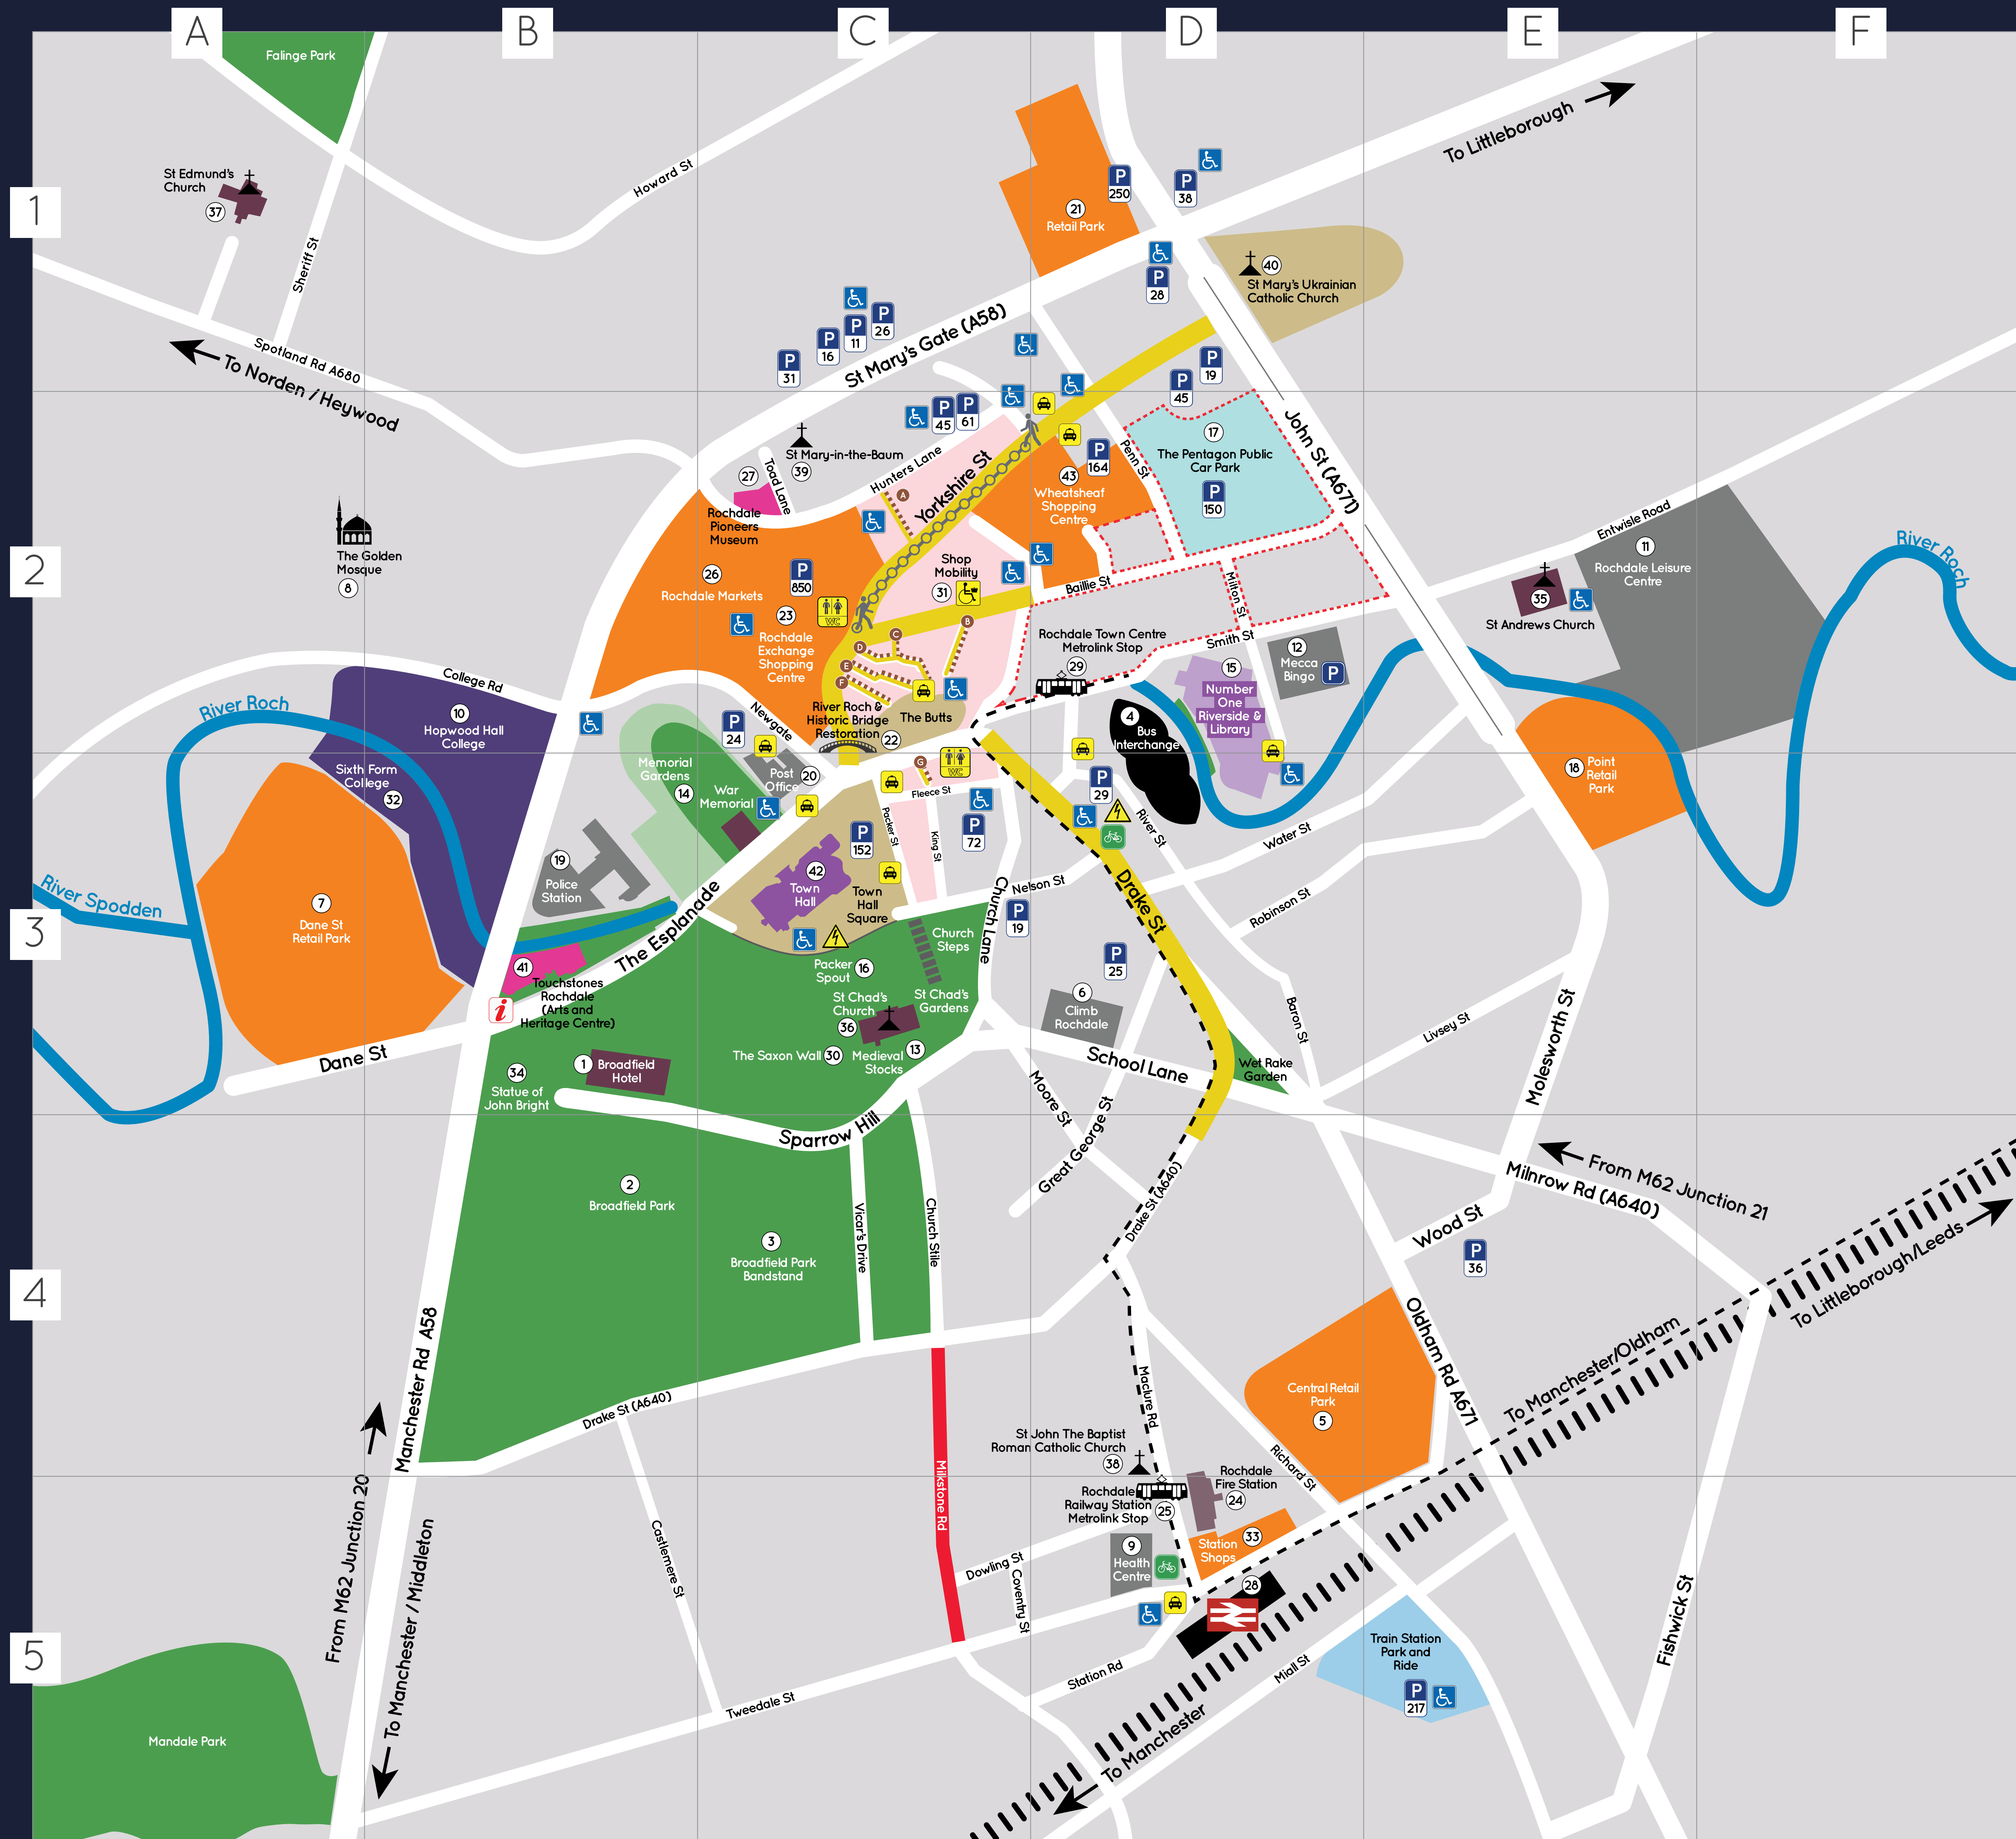 A
B
C
D
E
F
1
2
3
4
5
Falinge Park
St Edmund's
Church
37
Sheriff St
Howard St
Spotland Rd A680
To Norden / Heywood
To Littleborough
21
Retail Park
P
250
P
38
P
28
40
St Mary's Ukrainian
Catholic Church
P
31
P
16
P
11
P
26
St Mary's Gate (A58)
P
19
P
45
P
45
P
61
39
St Mary-in-the-Baum
27
Toad Lane
Rochdale
Pioneers
Museum
Hunters Lane
A
Yorkshire St
P
164
43
Wheatsheaf
Shopping
Centre
Penn St
17
The Pentagon Public
Car Park
P
150
John St (A671)
Entwisle Road
11
Rochdale Leisure
Centre
35
St Andrews Church
River Roch
The Golden
Mosque
8
26
Rochdale Markets
P
850
23
Rochdale
Exchange
Shopping
Centre
WC
Shop
Mobility
31
Baillie St
B
C
D
E
F
Milton St
Smith St
12
Mecca
Bingo
P
Rochdale Town Centre
Metrolink Stop
29
15
Number
One
Riverside &
Library
4
Bus
Interchange
College Rd
River Roch
10
Hopwood Hall
College
Sixth Form
College
32
Newgate
P
24
River Roch &
Historic Bridge
Restoration
22
The Butts
Memorial
Gardens
14
War
Memorial
Post
Office
20
G
WC
Fleece St
Packer St
King St
P
72
P
152
P
29
River St
Water St
18
Point
Retail
Park
River Spodden
7
Dane St
Retail Park
19
Police
Station
42
Town
Hall
Town
Hall
Square
The Esplanade
Nelson St
Church Lane
P
19
Drake St
Robinson St
41
Touchstones
Rochdale
(Arts and
Heritage Centre)
i
Packer
Spout
16
Church
Steps
St Chad's
Church
36
St Chad's
Gardens
The Saxon Wall
30
Medieval
Stocks
13
P
25
6
Climb
Rochdale
Baron St
Livsey St
Molesworth St
Dane St
34
Statue of
John Bright
1
Broadfield
Hotel
School Lane
Wet Rake
Garden
Moore St
Great George St
Sparrow Hill
2
Broadfield Park
3
Broadfield Park
Bandstand
Vicar's Drive
Church Stile
Drake St (A640)
From M62 Junction 21
Milnrow Rd (A640)
Wood St
P
36
To Littleborough/Leeds
To Manchester/Oldham
Manchester Rd A58
Drake St (A640)
Maclure Rd
Central Retail
Park
5
Oldham Rd A671
Richard St
St John The Baptist
Roman Catholic Church
38
Rochdale
Railway Station
Metrolink Stop
25
Rochdale
Fire Station
24
From M62 Junction 20
To Manchester / Middleton
Castlemere St
Milkstone Rd
Dowling St
Coventry St
9
Health
Centre
Station
Shops
33
28
Station Rd
Miall St
Train Station
Park and
Ride
P
217
Fishwick St
Tweedale St
To Manchester
Mandale Park